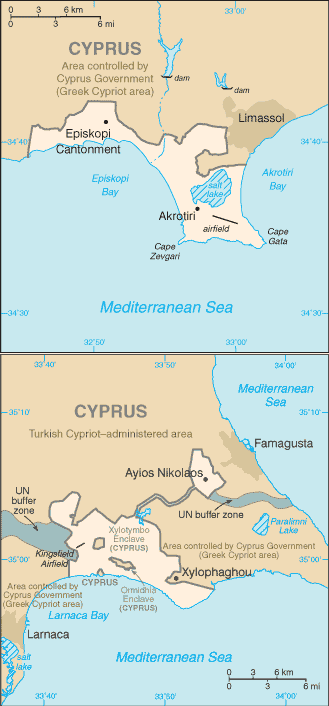 0 3 6 km
0 3 6 mi
33°00'
CYPRUS
Area controlled by
Cyprus Government
(Greek Cypriot area)
dam
dam
Limassol
Episkopi
Cantonment
34°40'
34°40'
Episkopi
Bay
salt
lake
Akrotiri
Bay
Akrotiri
airfield
Cape
Zevgari
Cape
Gata
Mediterranean Sea
34°30'
34°30'
32°50'
33°00'
33°40'
33°50'
34°00'
Mediterranean
Sea
35°10'
35°10'
CYPRUS
Turkish Cypriot–administered area
Famagusta
Ayios Nikolaos
UN
buffer
zone
UN buffer
zone
Xylotymbo
Enclave
(CYPRUS)
Paralimni
Lake
35°00'
35°00'
Kingsfield
Airfield
Area controlled by Cyprus Government
(Greek Cypriot area)
Xylophaghou
Area controlled by
Cyprus Government
(Greek Cypriot area)
CYPRUS
Ormidhia
Enclave
(CYPRUS)
Larnaca Bay
Larnaca
salt
lake
Mediterranean Sea
0 3 6 km
0 3 6 mi
33°40'
33°50'
34°00'